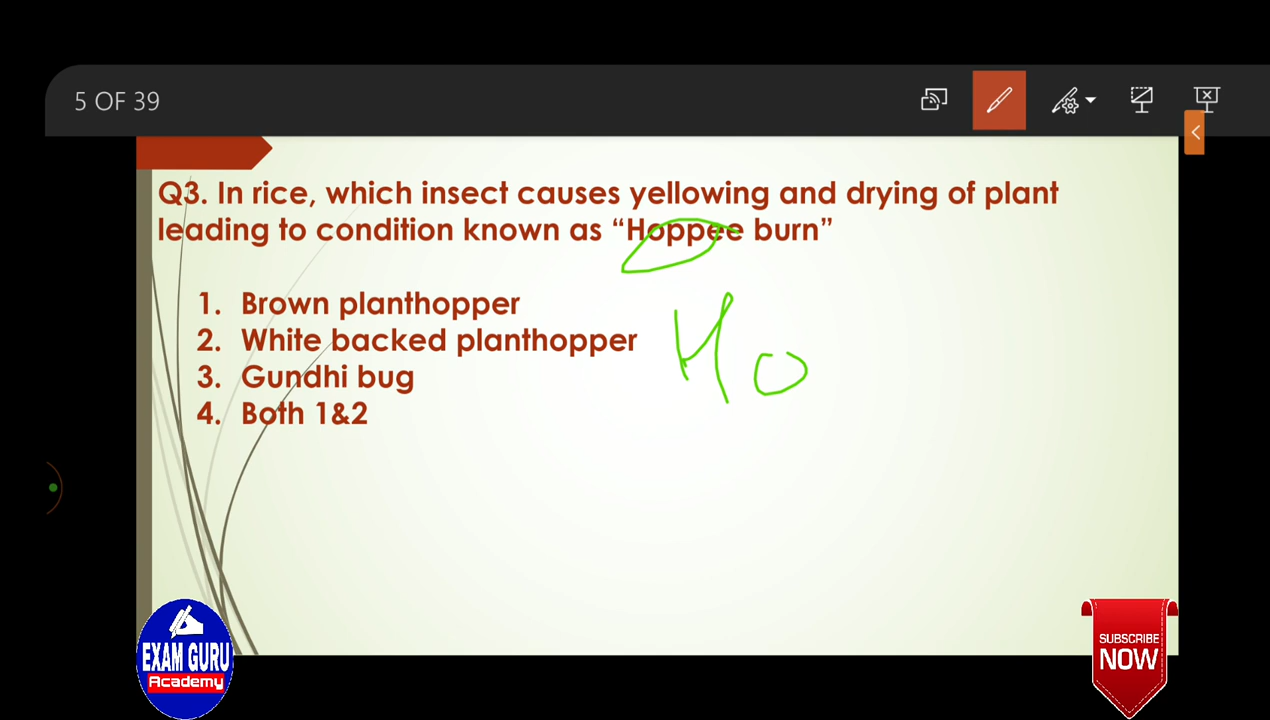 5 OF 39
Q3. In rice, which insect causes yellowing and drying of plant
leading to condition known as “Hoppee burn”
1. Brown planthopper
2. White backed planthopper
3. Gundhi bug
4. Both 1&2
Ho
EXAM GURU
Academy
SUBSCRIBE
NOW